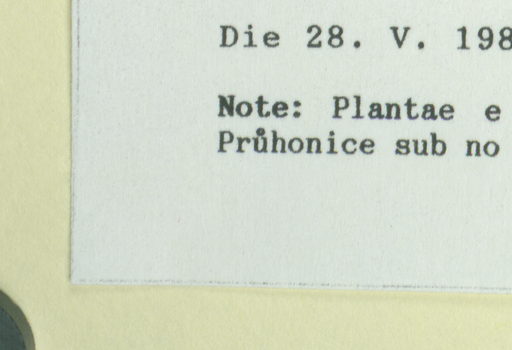 Die 28. V. 198
Note: Plantae e
Průhonice sub no